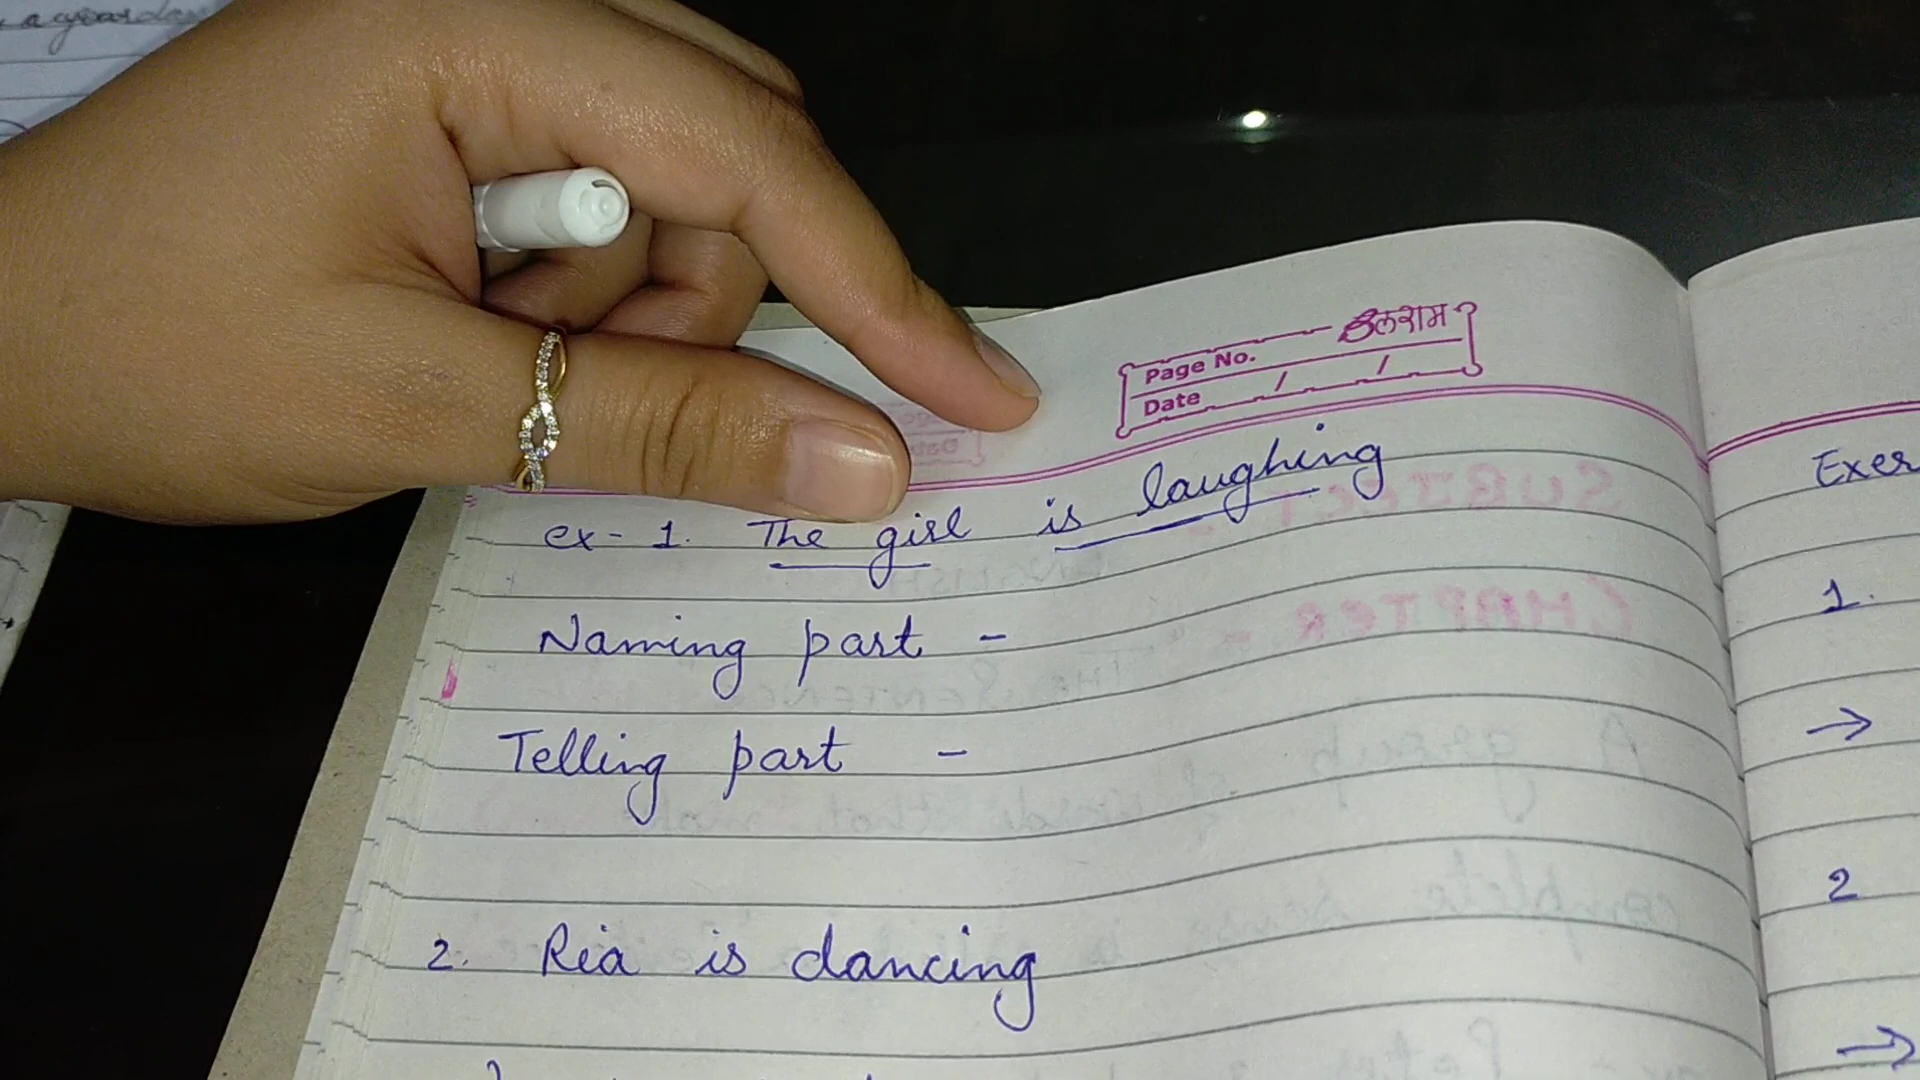 Page No.
Date / /
ex- 1. The girl is laughing
Naming part -
Telling part -
2. Ria is dancing
Exer
1.
→
2
→